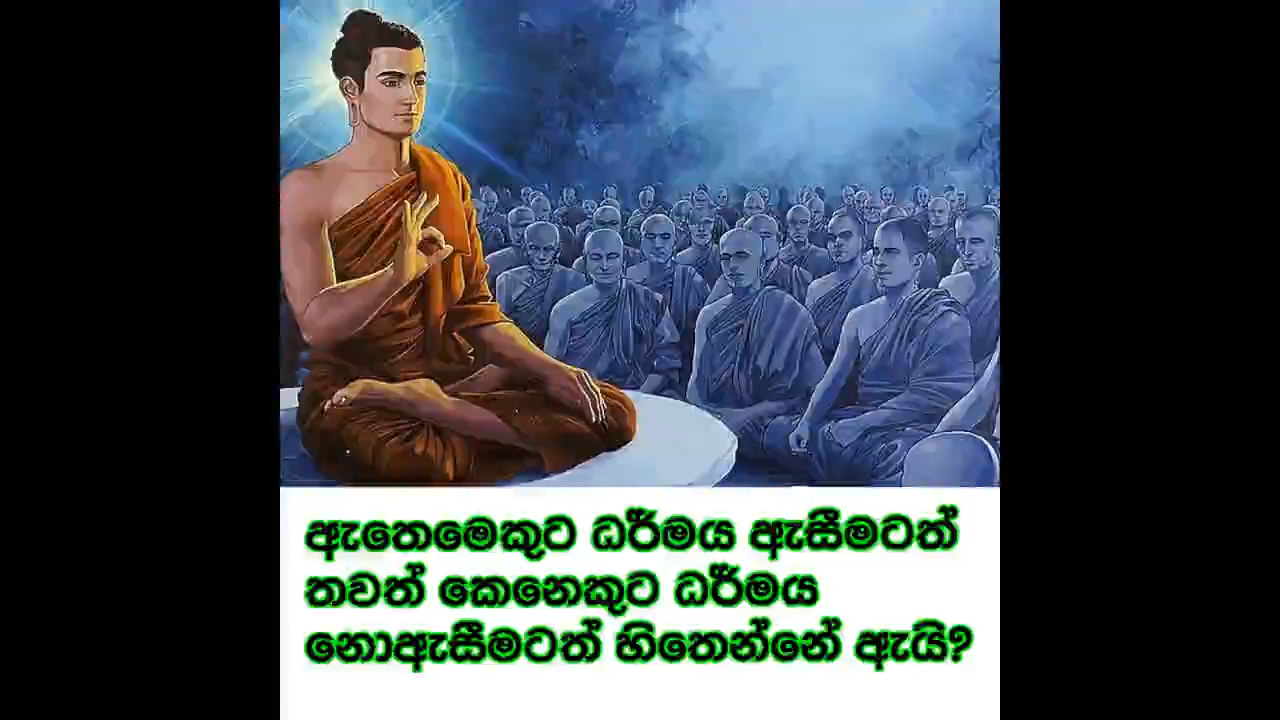 ඇතෙමෙකුට ධර්මය ඇසීමටත්
තවත් කෙනෙකුට ධර්මය
නොඇසීමටත් හිතෙන්නේ ඇයි?